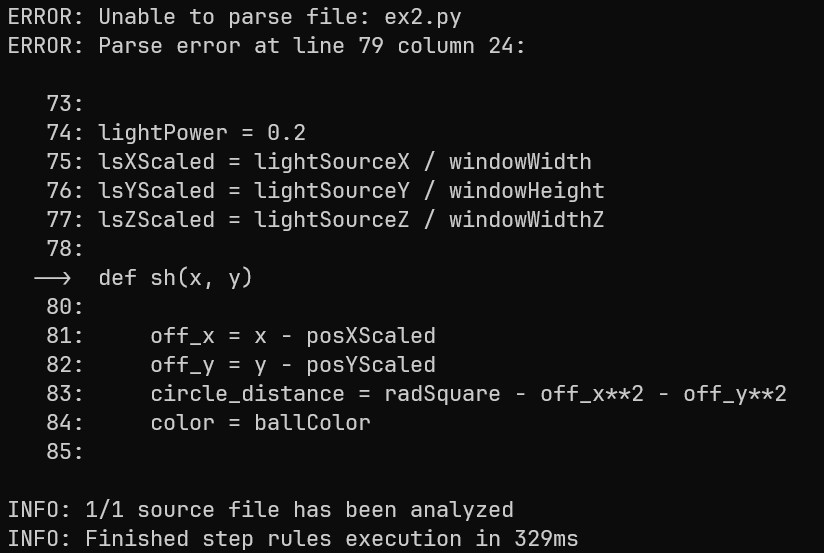 ERROR: Unable to parse file: ex2.py
ERROR: Parse error at line 79 column 24:
73:
74: lightPower = 0.2
75: lsXScaled = lightSourceX / windowWidth
76: lsYScaled = lightSourceY / windowHeight
77: lsZScaled = lightSourceZ / windowWidthZ
78:
--> def sh(x, y)
80:
81:     off_x = x - posXScaled
82:     off_y = y - posYScaled
83:     circle_distance = radSquare - off_x**2 - off_y**2
84:     color = ballColor
85:
INFO: 1/1 source file has been analyzed
INFO: Finished step rules execution in 329ms